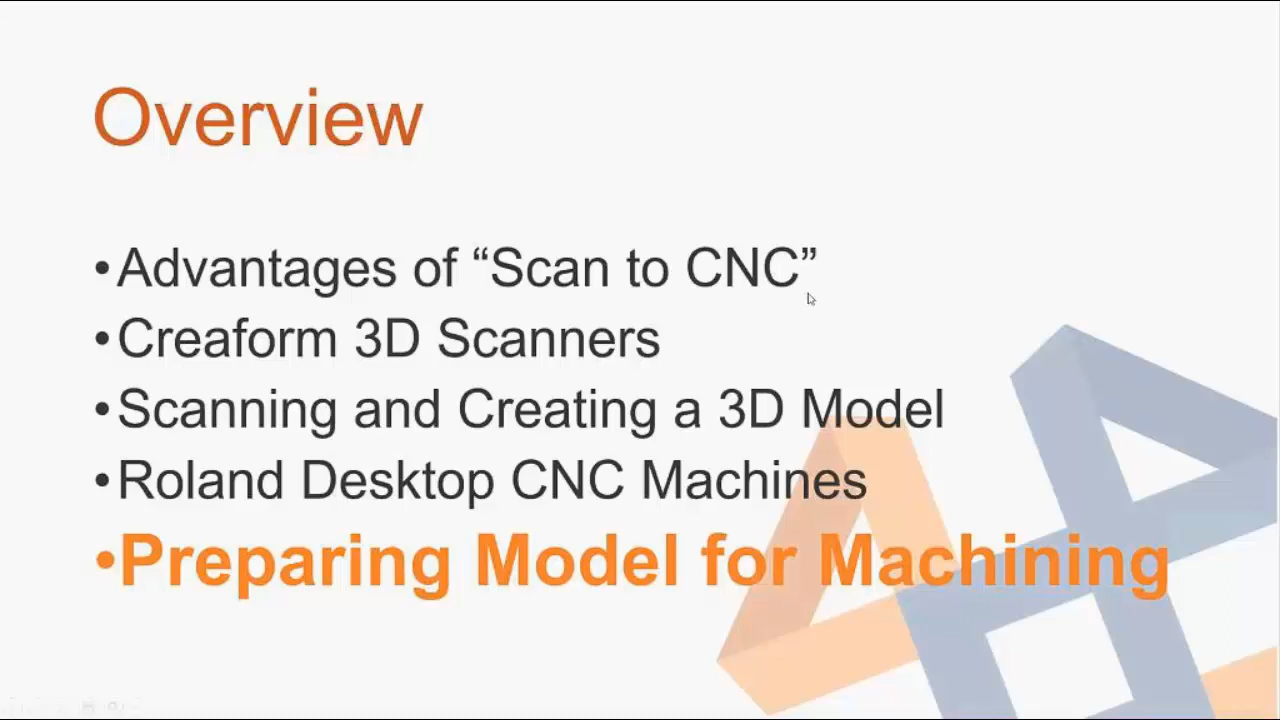 Overview
•Advantages of “Scan to CNC”
•Creaform 3D Scanners
•Scanning and Creating a 3D Model
•Roland Desktop CNC Machines
•Preparing Model for Machining